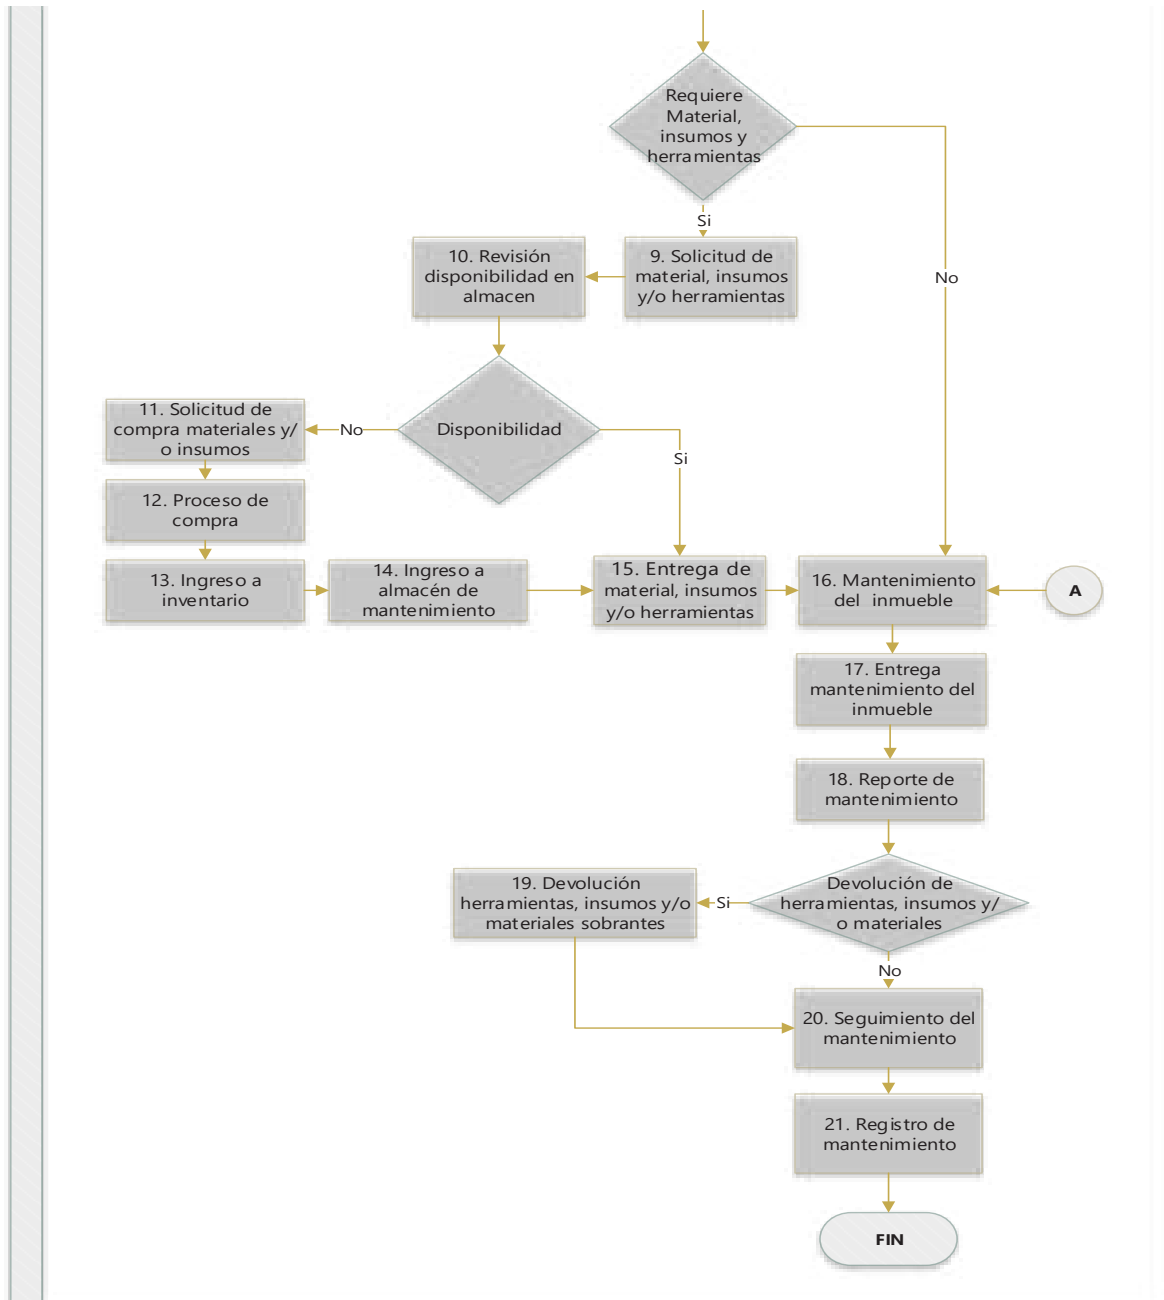 Requiere
Material,
insumos y
herramientas
Si
No
10. Revisión
disponibilidad en
almacen
9. Solicitud de
material, insumos
y/o herramientas
11. Solicitud de
compra materiales y/
o insumos
No
Disponibilidad
Si
12. Proceso de
compra
13. Ingreso a
inventario
14. Ingreso a
almacén de
mantenimiento
15. Entrega de
material, insumos
y/o herramientas
16. Mantenimiento
del inmueble
A
17. Entrega
mantenimiento del
inmueble
18. Reporte de
mantenimiento
19. Devolución
herramientas, insumos y/o
materiales sobrantes
Si
Devolución de
herramientas, insumos y/
o materiales
No
20. Seguimiento del
mantenimiento
21. Registro de
mantenimiento
FIN